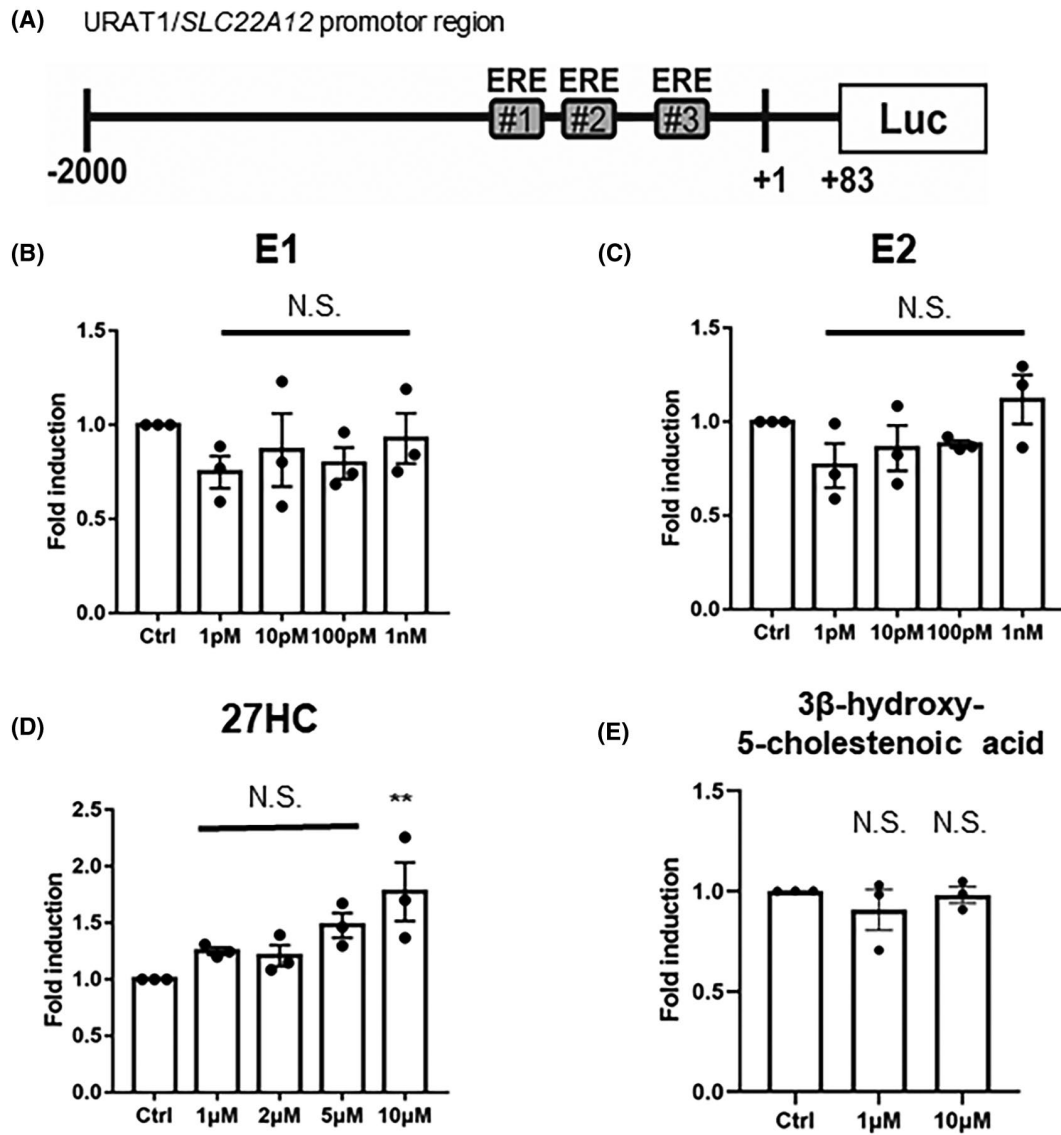 (A) URAT1/SLC22A12 promotor region
ERE ERE ERE
#1 #2 #3 Luc
-2000 +1 +83
(B) E1
N.S.
Fold induction
1.5
1.0
0.5
0.0
Ctrl 1pM 10pM 100pM 1nM
(C) E2
N.S.
Fold induction
1.5
1.0
0.5
0.0
Ctrl 1pM 10pM 100pM 1nM
(D) 27HC
N.S. **
Fold induction
2.5
2.0
1.5
1.0
0.5
0.0
Ctrl 1µM 2µM 5µM 10µM
(E) 3β-hydroxy-
5-cholestenoic acid
N.S. N.S.
Fold induction
1.5
1.0
0.5
0.0
Ctrl 1µM 10µM